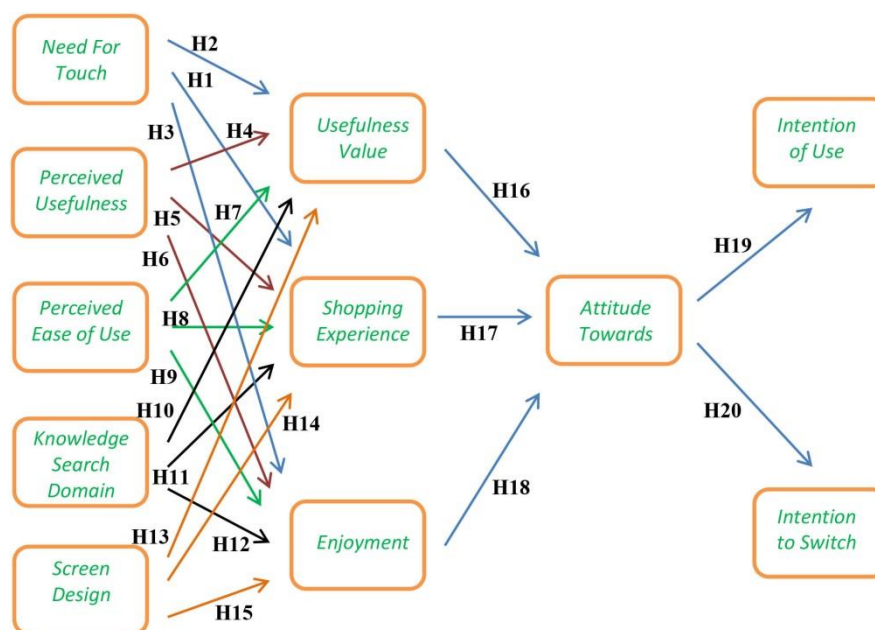 Need For
Touch
H2
H1
H3
H4
Usefulness
Value
Intention
of Use
Perceived
Usefulness
H5
H7
H6
H16
H19
Perceived
Ease of Use
H8
Shopping
Experience
H17
Attitude
Towards
H9
H10
H14
H20
Knowledge
Search
Domain
H11
H18
H13
H12
Enjoyment
Intention
to Switch
Screen
Design
H15